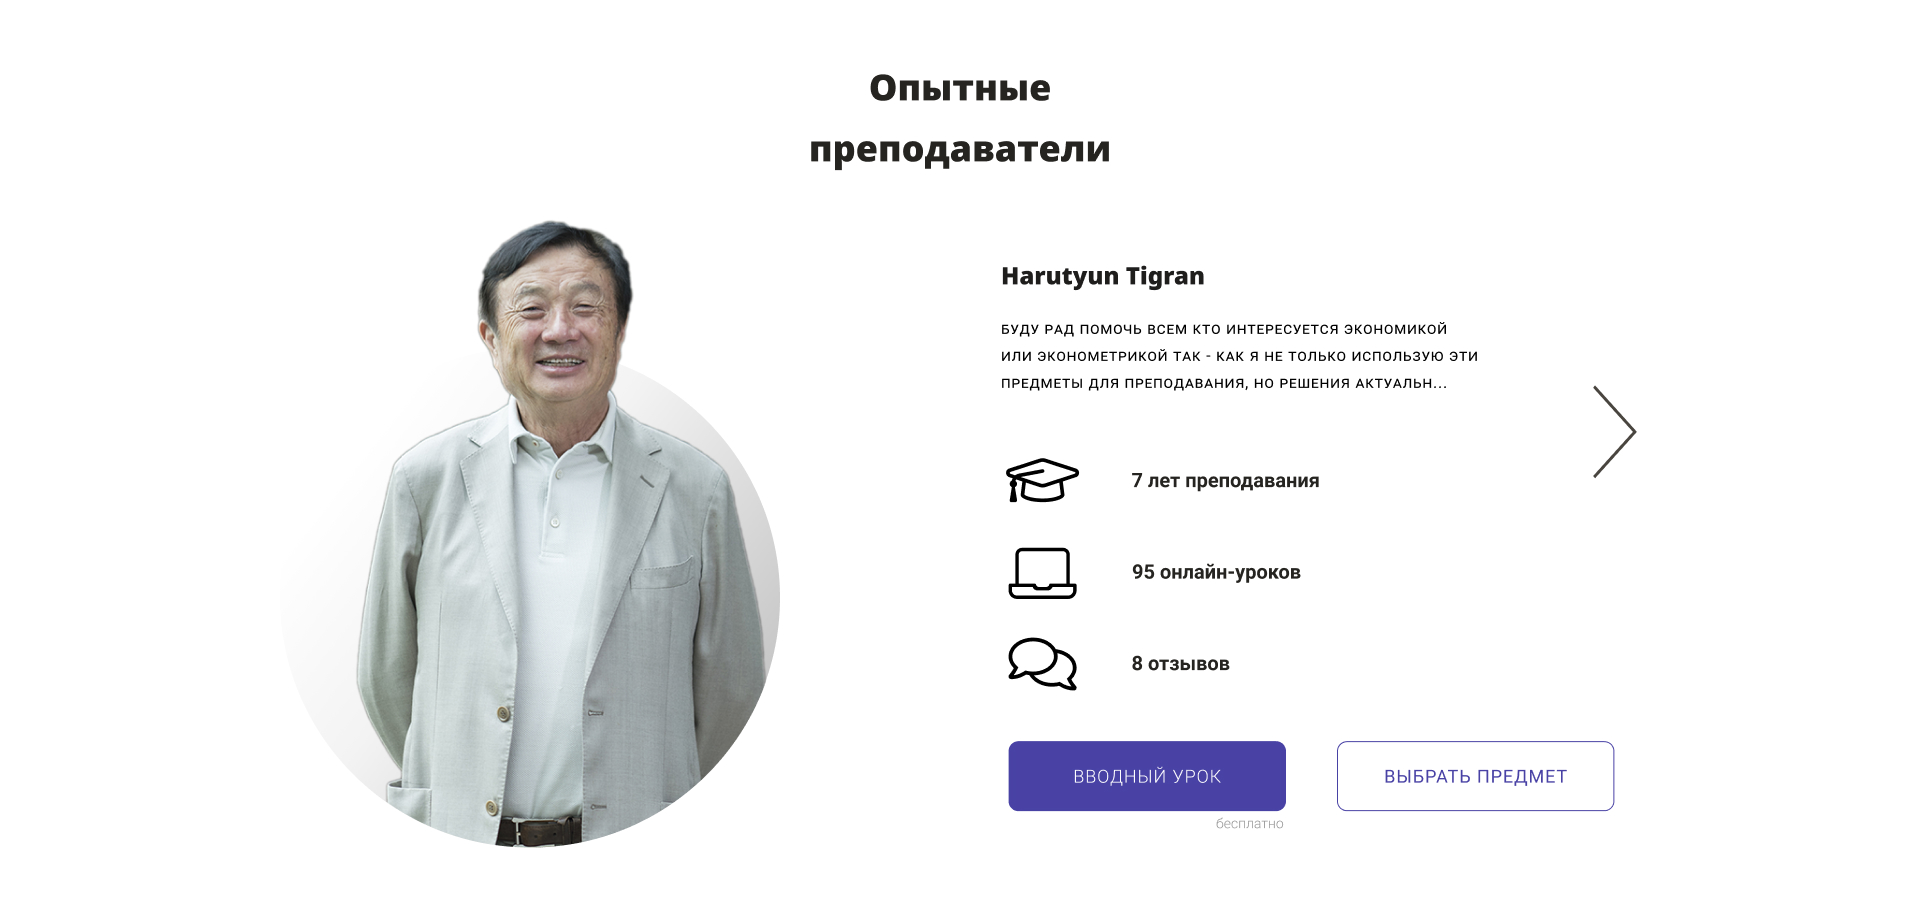 Опытные
преподаватели
Harutyun Tigran
БУДУ РАД ПОМОЧЬ ВСЕМ КТО ИНТЕРЕСУЕТСЯ ЭКОНОМИКОЙ
ИЛИ ЭКОНОМЕТРИКОЙ ТАК - КАК Я НЕ ТОЛЬКО ИСПОЛЬЗУЮ ЭТИ
ПРЕДМЕТЫ ДЛЯ ПРЕПОДАВАНИЯ, НО РЕШЕНИЯ АКТУАЛЬН...
7 лет преподавания
95 онлайн-уроков
8 отзывов
ВВОДНЫЙ УРОК
ВЫБРАТЬ ПРЕДМЕТ
бесплатно